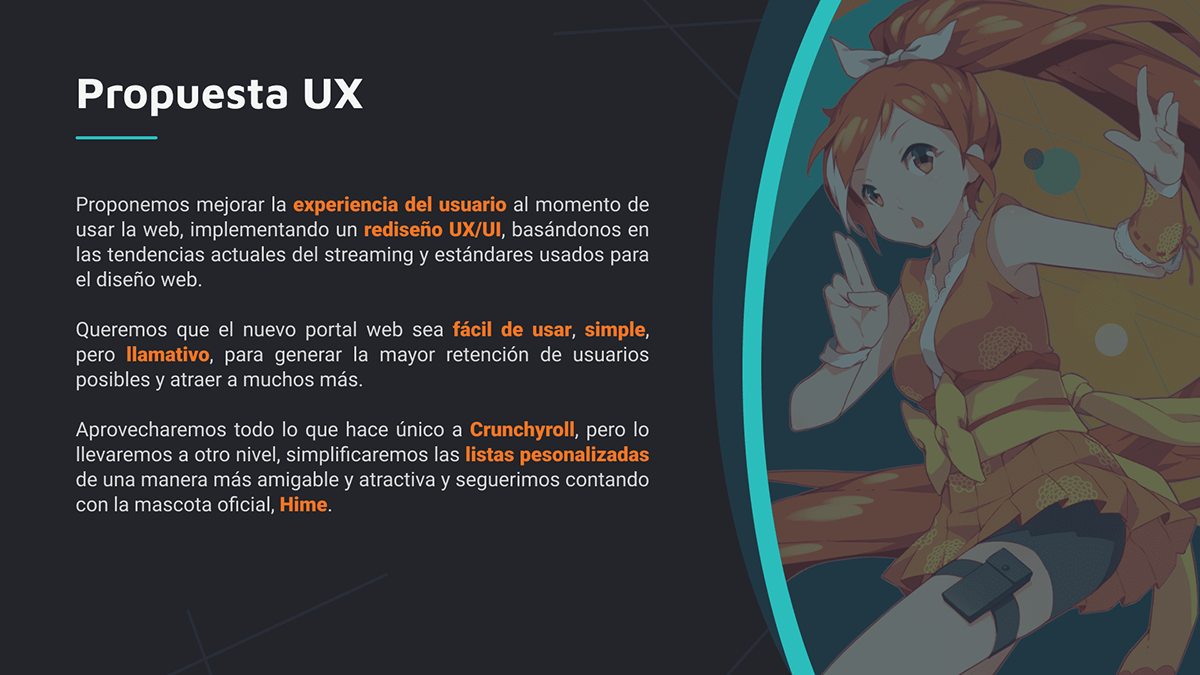 Propuesta UX
Proponemos mejorar la experiencia del usuario al momento de
usar la web, implementando un rediseño UX/UI, basándonos en
las tendencias actuales del streaming y estándares usados para
el diseño web.
Queremos que el nuevo portal web sea fácil de usar, simple,
pero llamativo, para generar la mayor retención de usuarios
posibles y atraer a muchos más.
Aprovecharemos todo lo que hace único a Crunchyroll, pero lo
llevaremos a otro nivel, simplificaremos las listas pesonalizadas
de una manera más amigable y atractiva y seguerimos contando
con la mascota oficial, Hime.